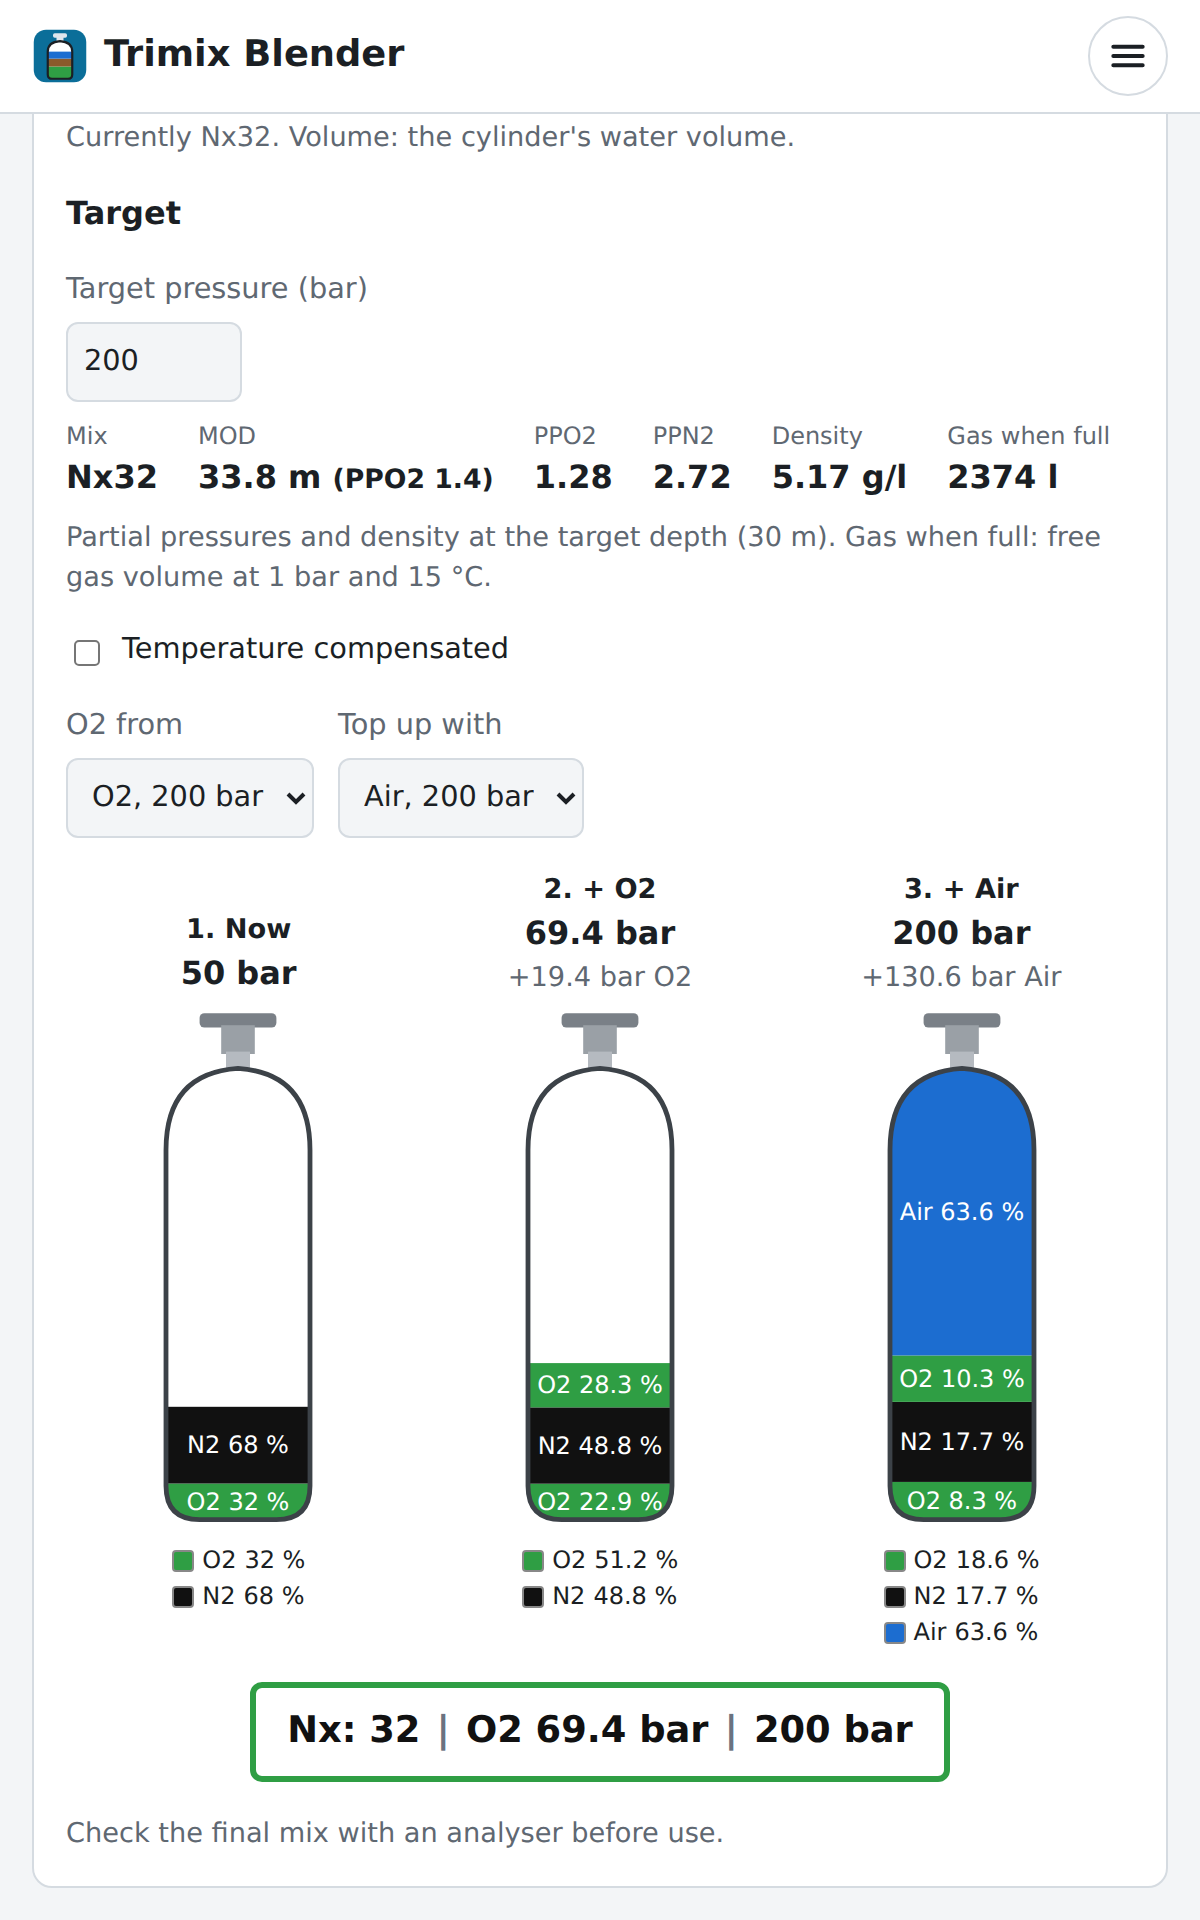 Trimix Blender
Currently Nx32. Volume: the cylinder's water volume.
Target
Target pressure (bar)
200
Mix MOD PPO2 PPN2 Density Gas when full
Nx32 33.8 m (PPO2 1.4) 1.28 2.72 5.17 g/l 2374 l
Partial pressures and density at the target depth (30 m). Gas when full: free
gas volume at 1 bar and 15 °C.
Temperature compensated
O2 from Top up with
O2, 200 bar Air, 200 bar
1. Now
50 bar
2. + O2
69.4 bar
+19.4 bar O2
3. + Air
200 bar
+130.6 bar Air
N2 68 %
O2 32 %
O2 28.3 %
N2 48.8 %
O2 22.9 %
Air 63.6 %
O2 10.3 %
N2 17.7 %
O2 8.3 %
O2 32 %
N2 68 %
O2 51.2 %
N2 48.8 %
O2 18.6 %
N2 17.7 %
Air 63.6 %
Nx: 32 | O2 69.4 bar | 200 bar
Check the final mix with an analyser before use.